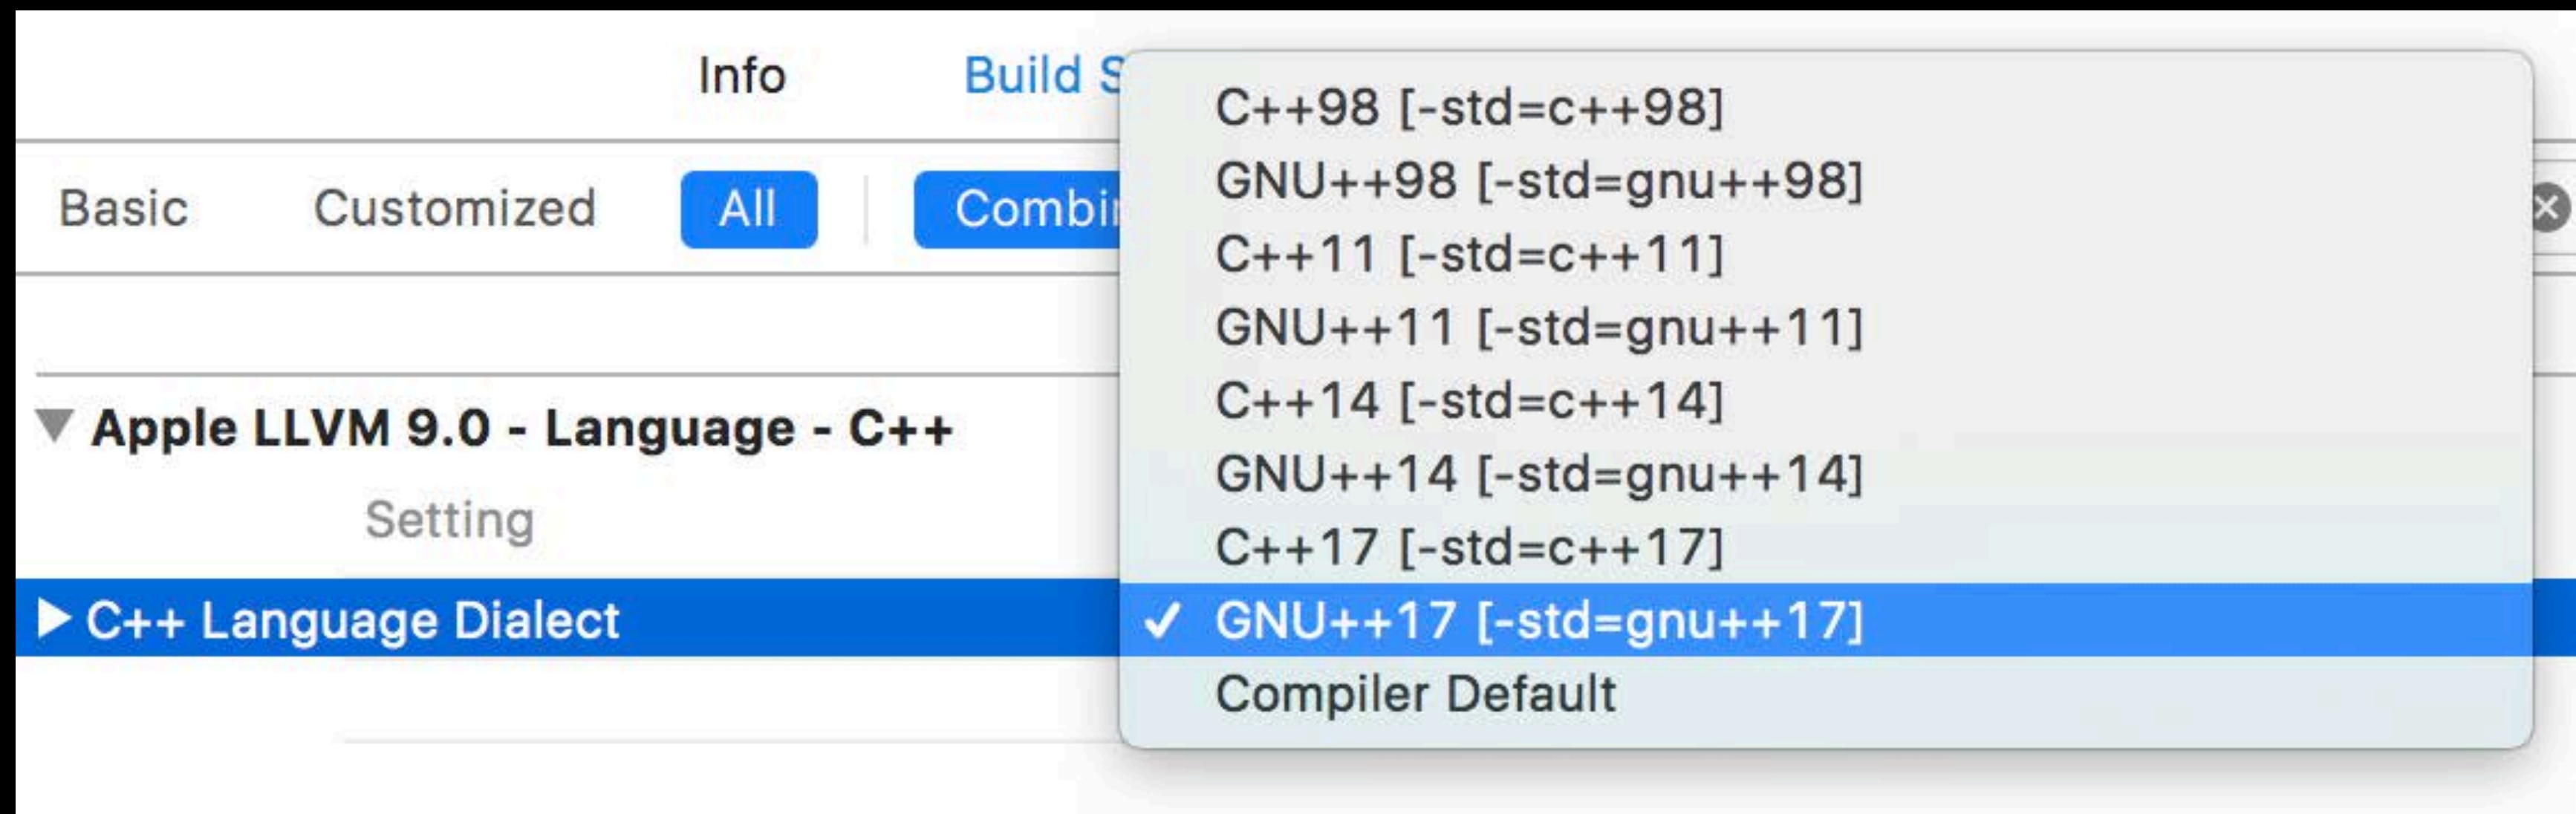 Info
Build S
Basic
Customized
All
Combin
Apple LLVM 9.0 - Language - C++
Setting
C++ Language Dialect
C++98 [-std=c++98]
GNU++98 [-std=gnu++98]
C++11 [-std=c++11]
GNU++11 [-std=gnu++11]
C++14 [-std=c++14]
GNU++14 [-std=gnu++14]
C++17 [-std=c++17]
GNU++17 [-std=gnu++17]
Compiler Default